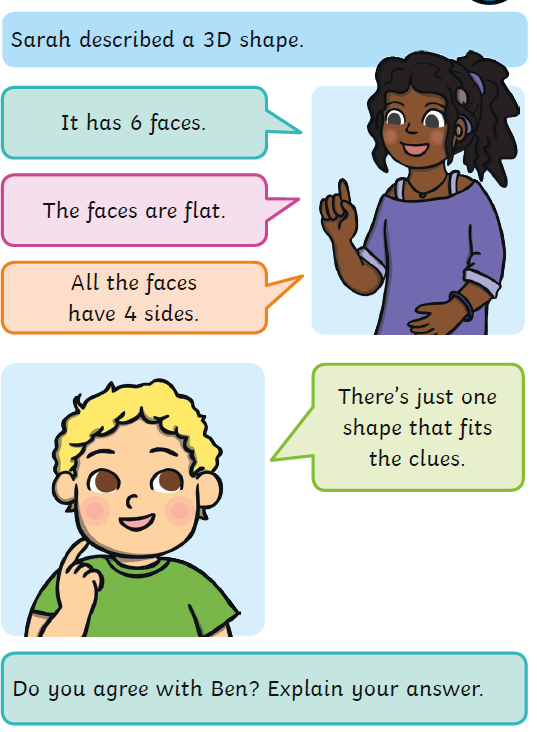 Sarah described a 3D shape.
It has 6 faces.
The faces are flat.
All the faces
have 4 sides.
There's just one
shape that fits
the clues.
Do you agree with Ben? Explain your answer.